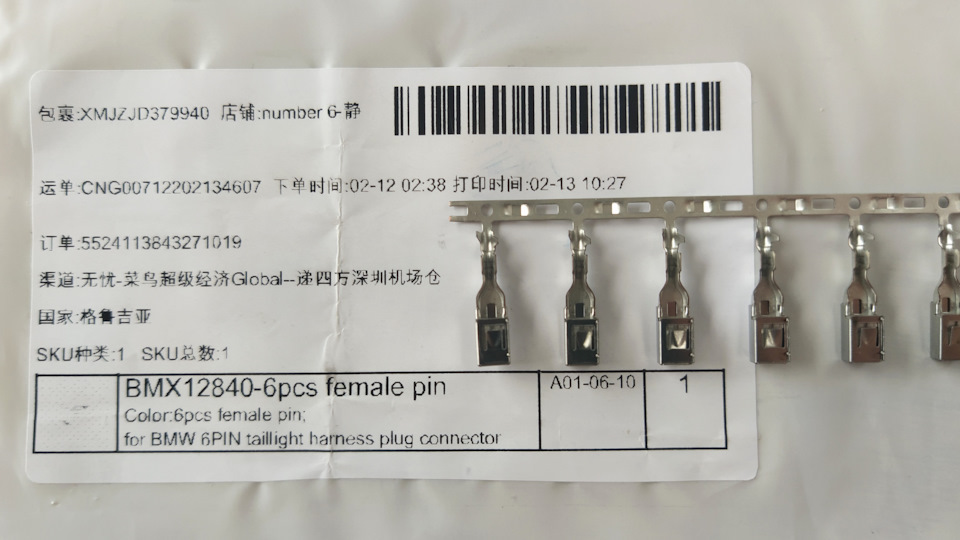 包裹:XMJZJD379940 店铺:number 6-静
运单:CNG00712202134607 下单时间:02-12 02:38 打印时间:02-13 10:27
订单:5524113843271019
渠道:无忧-菜鸟超级经济Global--递四方深圳机场仓
国家:格鲁吉亚
SKU种类:1 SKU总数:1
BMX12840-6pcs female pin A01-06-10 1
Color:6pcs female pin;
for BMW 6PIN taillight harness plug connector